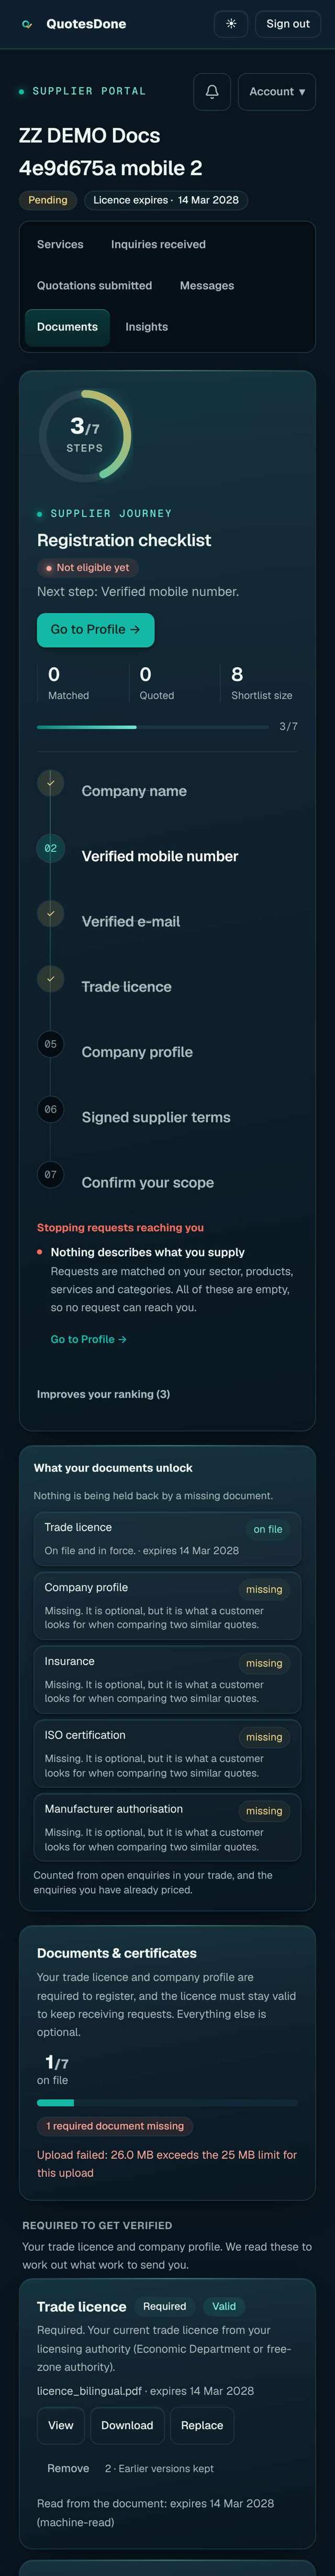 QuotesDone
Sign out
SUPPLIER PORTAL
Account ▾
ZZ DEMO Docs
4e9d675a mobile 2
Pending
Licence expires · 14 Mar 2028
Services
Inquiries received
Quotations submitted
Messages
Documents
Insights
3/7
STEPS
SUPPLIER JOURNEY
Registration checklist
Not eligible yet
Next step: Verified mobile number.
Go to Profile →
0
Matched
0
Quoted
8
Shortlist size
3/7
Company name
02
Verified mobile number
Verified e-mail
Trade licence
05
Company profile
06
Signed supplier terms
07
Confirm your scope
Stopping requests reaching you
Nothing describes what you supply
Requests are matched on your sector, products,
services and categories. All of these are empty,
so no request can reach you.
Go to Profile →
Improves your ranking (3)
What your documents unlock
Nothing is being held back by a missing document.
Trade licence
on file
On file and in force. · expires 14 Mar 2028
Company profile
missing
Missing. It is optional, but it is what a customer
looks for when comparing two similar quotes.
Insurance
missing
Missing. It is optional, but it is what a customer
looks for when comparing two similar quotes.
ISO certification
missing
Missing. It is optional, but it is what a customer
looks for when comparing two similar quotes.
Manufacturer authorisation
missing
Missing. It is optional, but it is what a customer
looks for when comparing two similar quotes.
Counted from open enquiries in your trade, and the
enquiries you have already priced.
Documents & certificates
Your trade licence and company profile are
required to register, and the licence must stay valid
to keep receiving requests. Everything else is
optional.
1/7
on file
1 required document missing
Upload failed: 26.0 MB exceeds the 25 MB limit for
this upload
REQUIRED TO GET VERIFIED
Your trade licence and company profile. We read these to
work out what work to send you.
Trade licence
Required
Valid
Required. Your current trade licence from your
licensing authority (Economic Department or free-
zone authority).
licence_bilingual.pdf · expires 14 Mar 2028
View
Download
Replace
Remove
2 · Earlier versions kept
Read from the document: expires 14 Mar 2028
(machine-read)